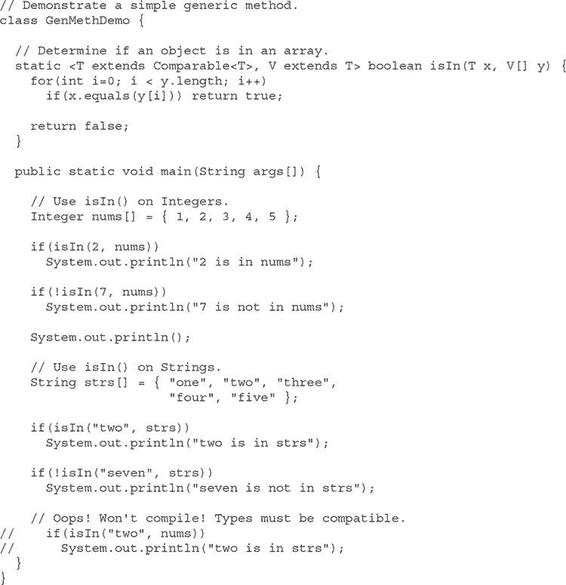 // Demonstrate a simple generic method.
class GenMethDemo {

  // Determine if an object is in an array.
  static <T extends Comparable<T>, V extends T> boolean isIn(T x, V[] y) {
    for(int i=0; i < y.length; i++)
      if(x.equals(y[i])) return true;

    return false;
  }

  public static void main(String args[]) {

    // Use isIn() on Integers.
    Integer nums[] = { 1, 2, 3, 4, 5 };

    if(isIn(2, nums))
      System.out.println("2 is in nums");

    if(!isIn(7, nums))
      System.out.println("7 is not in nums");

    System.out.println();

    // Use isIn() on Strings.
    String strs[] = { "one", "two", "three",
                      "four", "five" };

    if(isIn("two", strs))
      System.out.println("two is in strs");

    if(!isIn("seven", strs))
      System.out.println("seven is not in strs");

    // Oops! Won't compile! Types must be compatible.
//    if(isIn("two", nums))
//      System.out.println("two is in strs");
  }
}